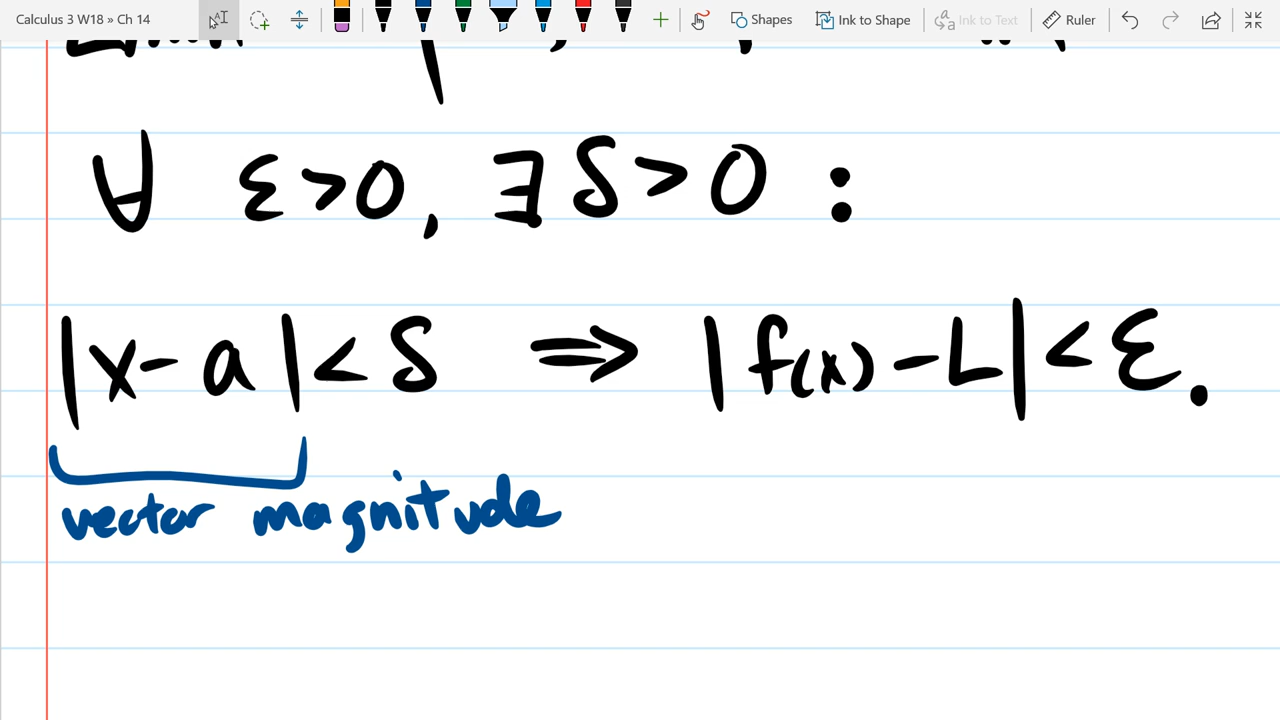 Calculus 3 W18 » Ch 14 Shapes Ink to Shape Ink to Text Ruler
∀ ε>0, ∃ δ>0 :
|x-a|<δ ⇒ |f(x)-L|<ε.
vector magnitude